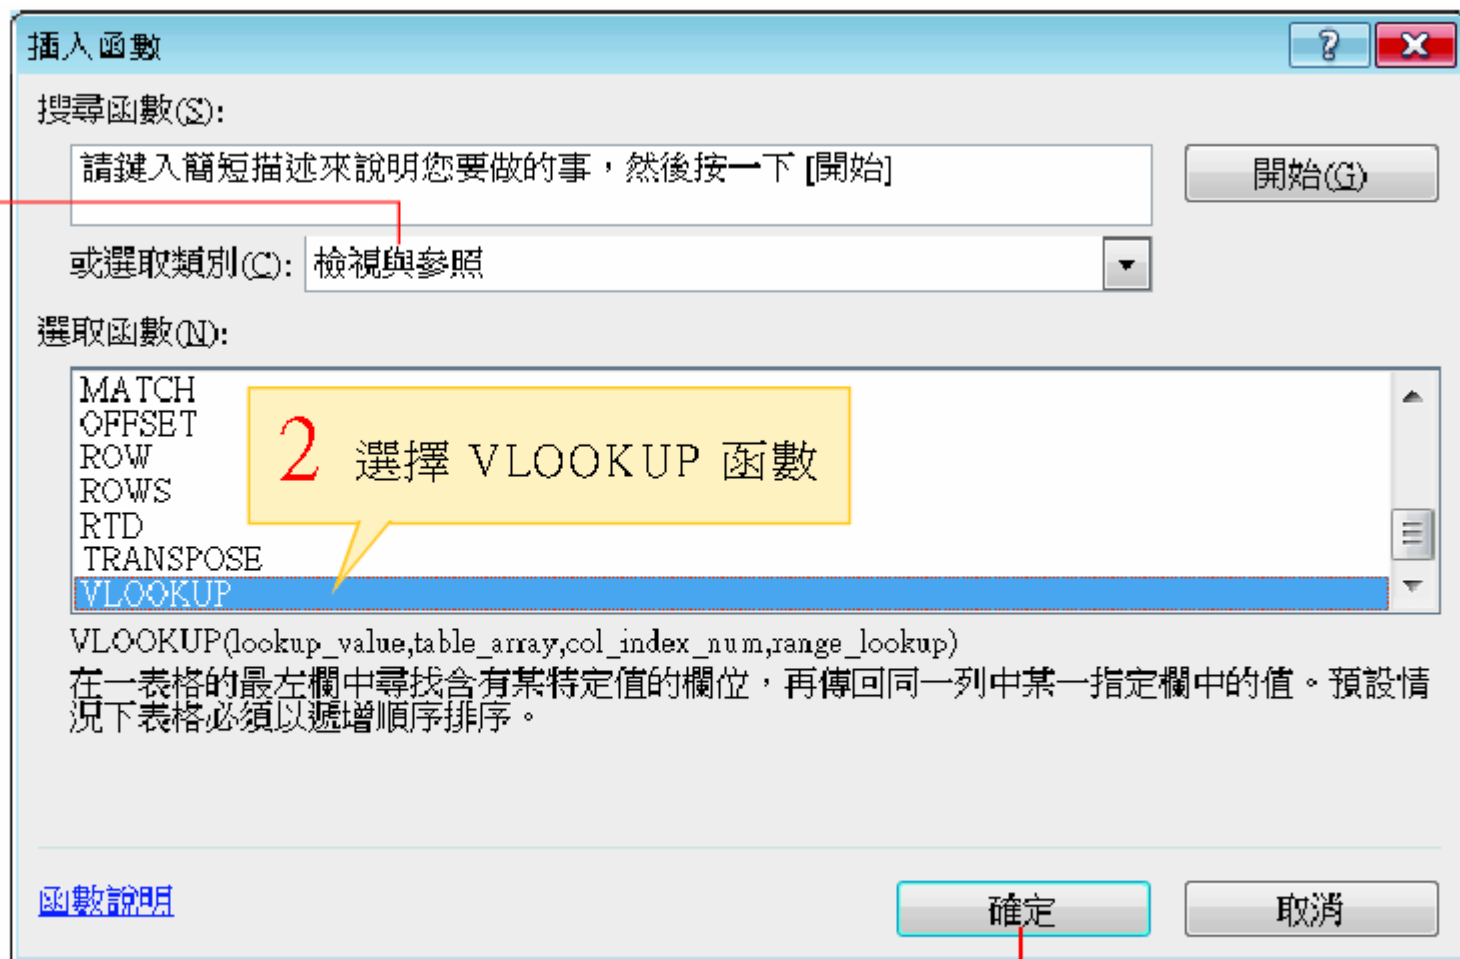 插入函數
搜尋函數(S):
請鍵入簡短描述來說明您要做的事，然後按一下 [開始]
開始(G)
或選取類別(C): 檢視與參照
選取函數(N):
MATCH
OFFSET
ROW
ROWS
RTD
TRANSPOSE
VLOOKUP
2 選擇 VLOOKUP 函數
VLOOKUP(lookup_value,table_array,col_index_num,range_lookup)
在一表格的最左欄中尋找含有某特定值的欄位，再傳回同一列中某一指定欄中的值。預設情
況下表格必須以遞增順序排序。
函數說明
確定
取消